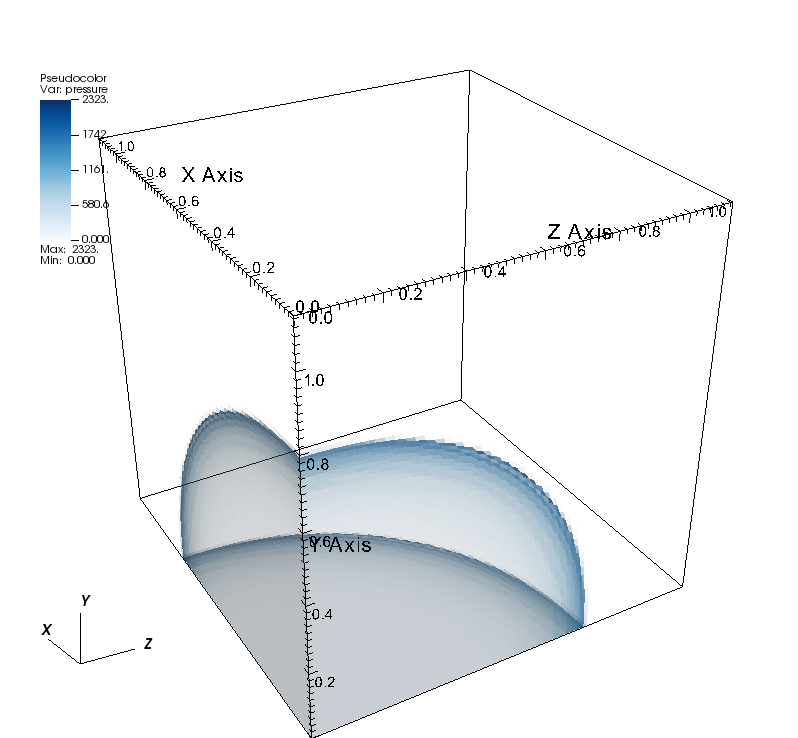 Pseudocolor
Var: pressure
2323.
1742.
1161.
580.6
0.000
Max: 2323.
Min: 0.000
1.0
0.8
X Axis
0.6
0.4
0.2
0.0
0.0
0.2
0.4
Z Axis
0.6
0.8
1.0
1.0
0.8
0.6
Y Axis
0.4
0.2
Y
X
Z